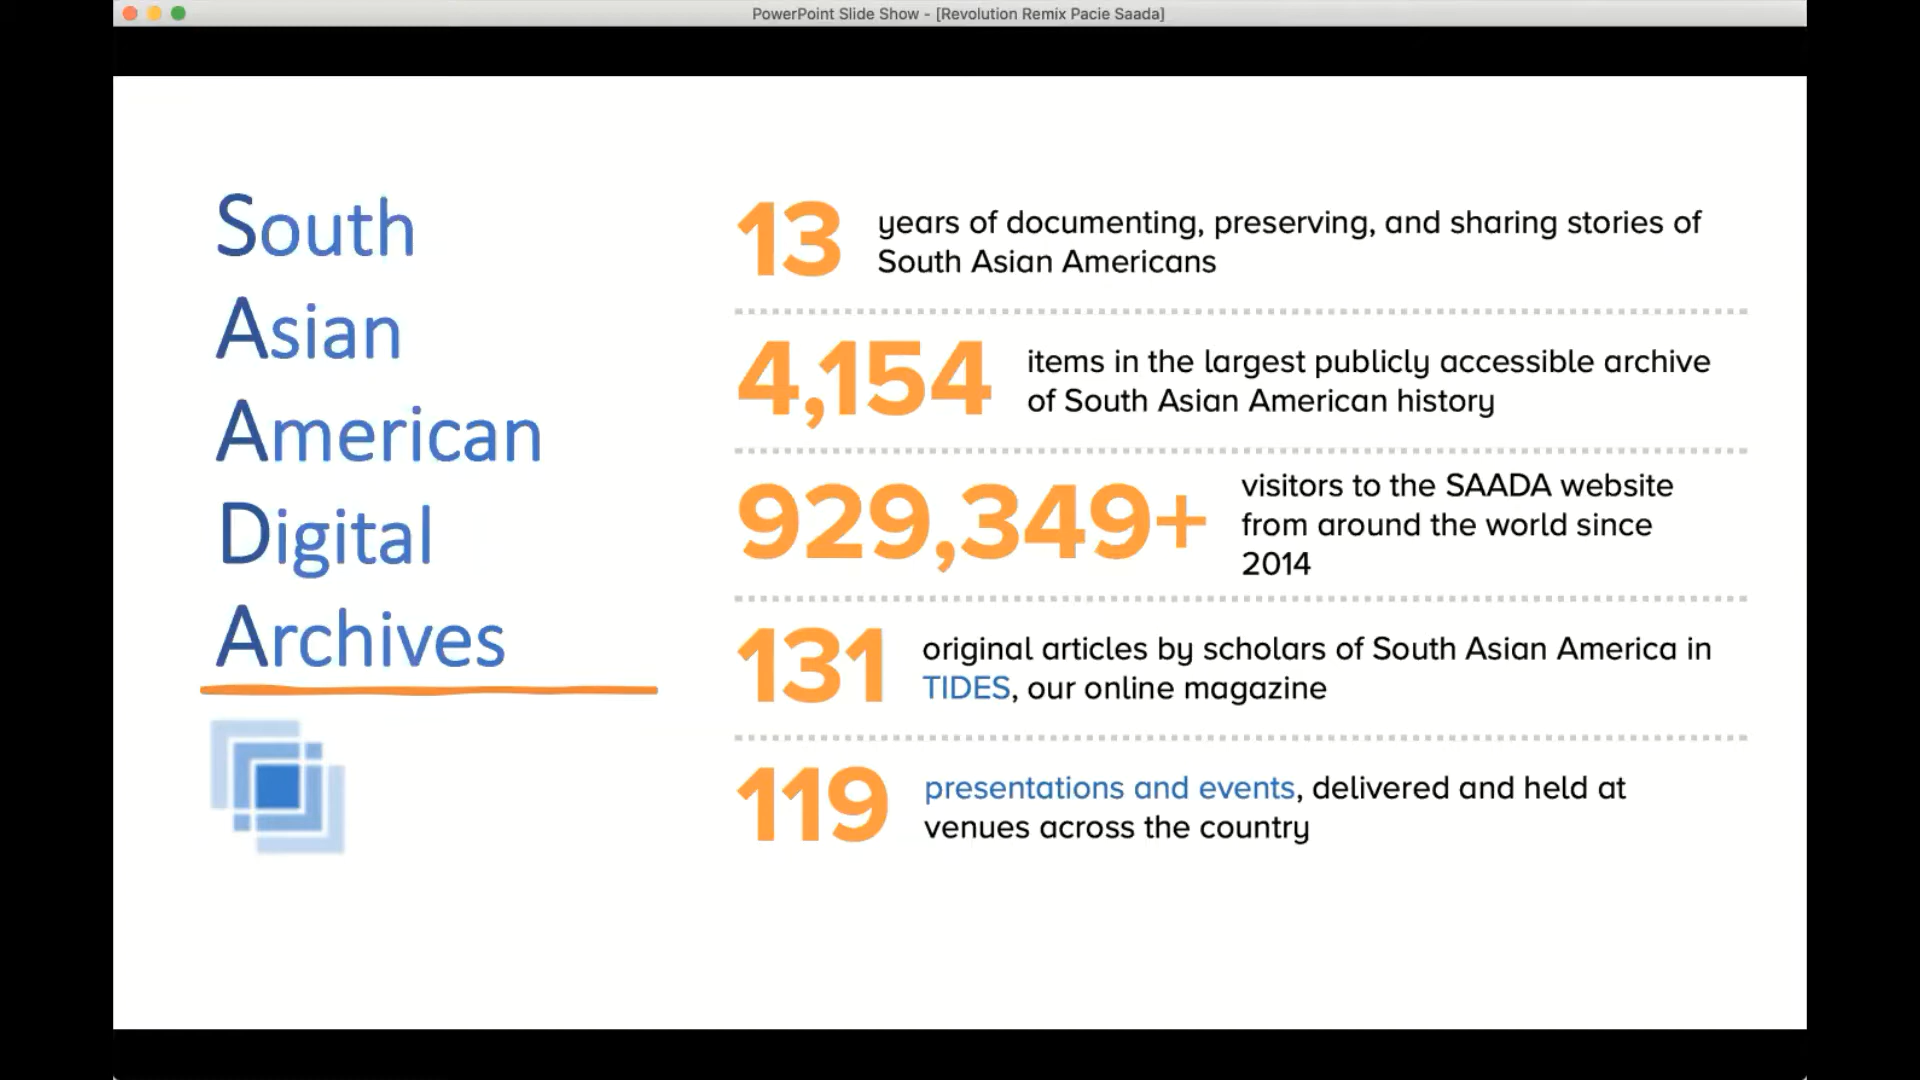 PowerPoint Slide Show - [Revolution Remix Pacie Saada]
South
Asian
American
Digital
Archives
13 years of documenting, preserving, and sharing stories of
South Asian Americans
4,154 items in the largest publicly accessible archive
of South Asian American history
929,349+ visitors to the SAADA website
from around the world since
2014
131 original articles by scholars of South Asian America in
TIDES, our online magazine
119 presentations and events, delivered and held at
venues across the country